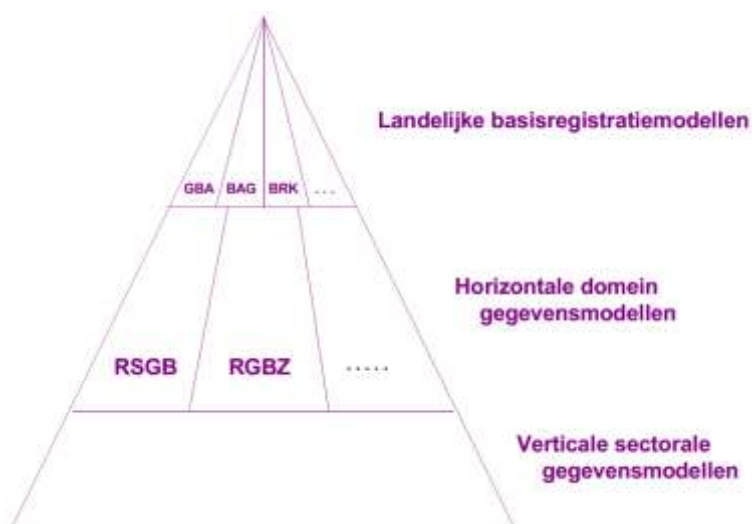 Landelijke basisregistratiemodellen
GBA BAG BRK ...
Horizontale domein
gegevensmodellen
RSGB RGBZ .....
Verticale sectorale
gegevensmodellen